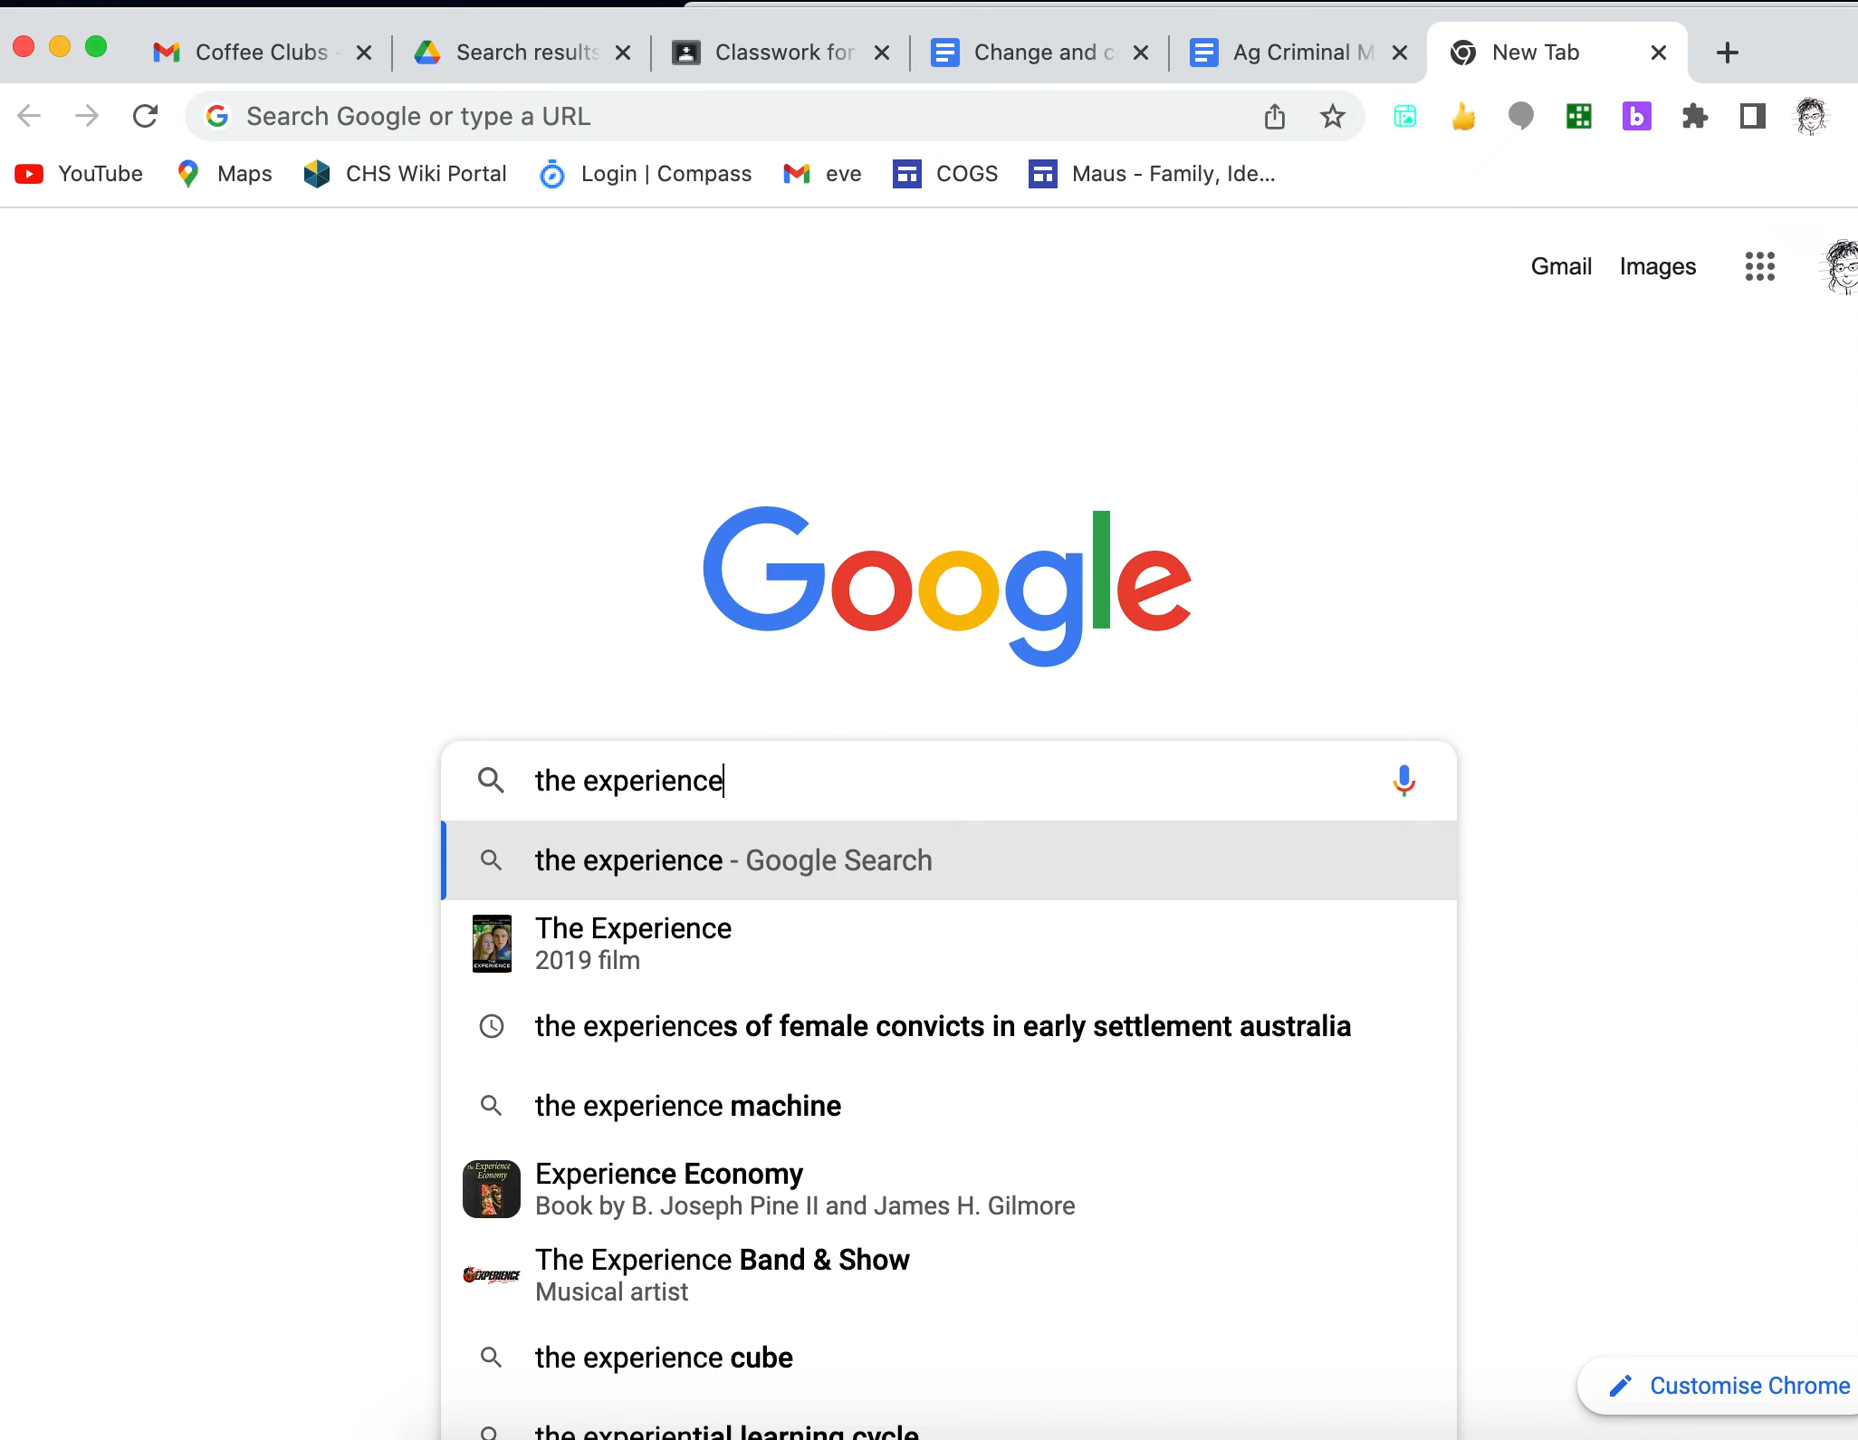 Coffee Clubs -
Search results
Classwork for
Change and c
Ag Criminal M
New Tab
Search Google or type a URL
YouTube
Maps
CHS Wiki Portal
Login | Compass
eve
COGS
Maus - Family, Ide...
Gmail
Images
Google
the experience
the experience - Google Search
The Experience
2019 film
the experiences of female convicts in early settlement australia
the experience machine
Experience Economy
Book by B. Joseph Pine II and James H. Gilmore
The Experience Band & Show
Musical artist
the experience cube
the experiential learning cycle
Customise Chrome